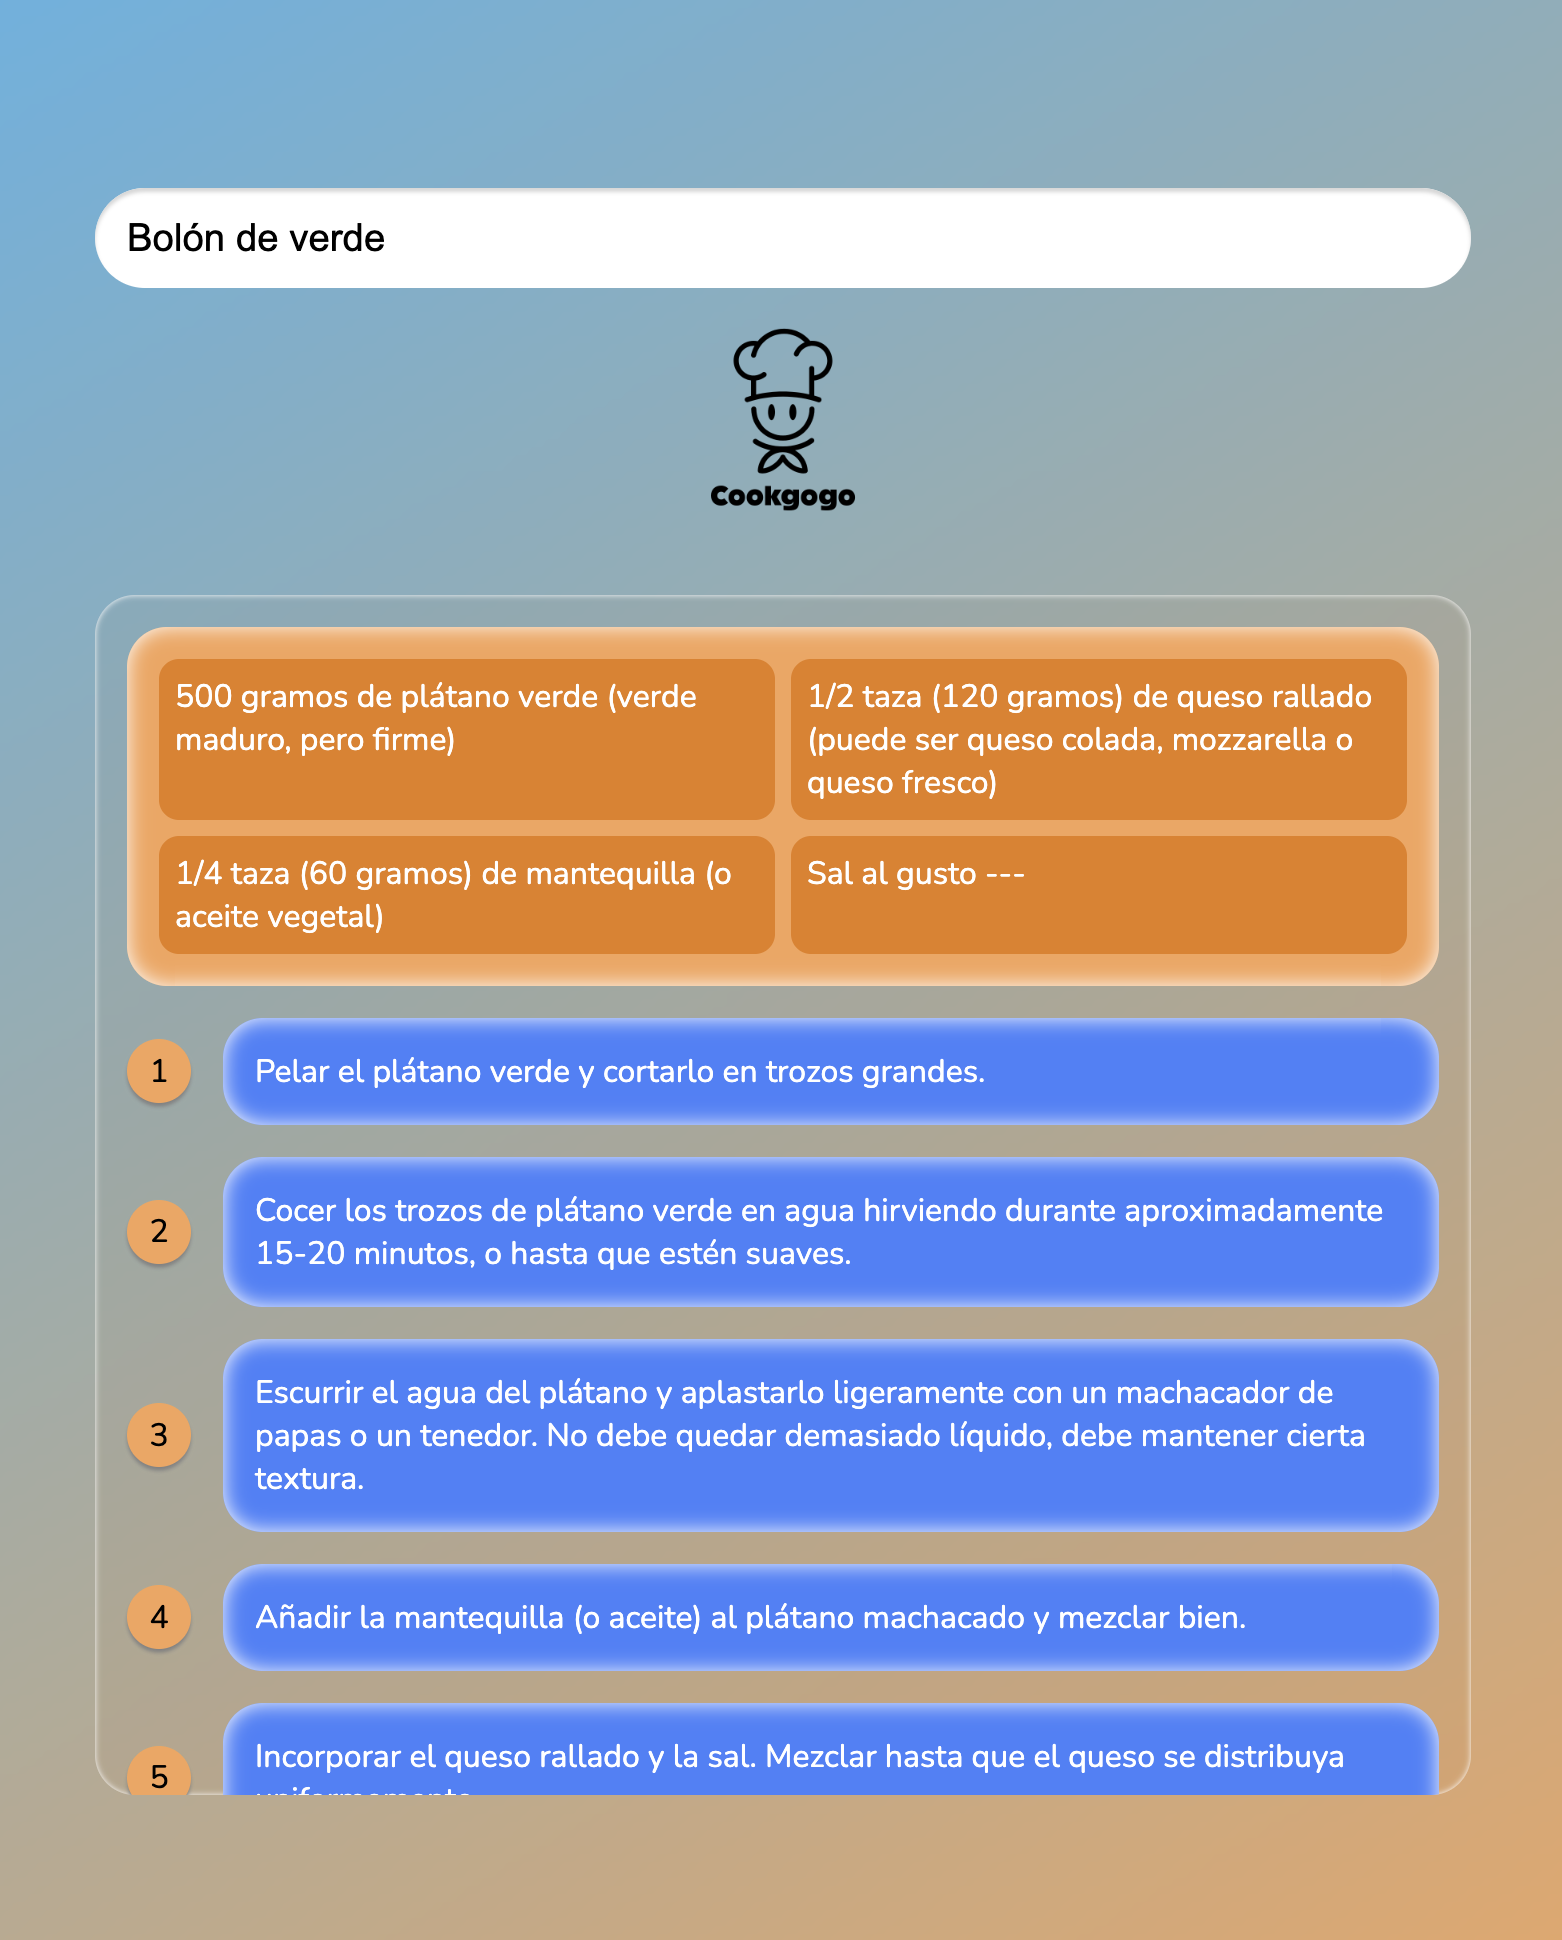 Bolón de verde
Cookgogo
500 gramos de plátano verde (verde
maduro, pero firme)
1/2 taza (120 gramos) de queso rallado
(puede ser queso colada, mozzarella o
queso fresco)
1/4 taza (60 gramos) de mantequilla (o
aceite vegetal)
Sal al gusto ---
1
Pelar el plátano verde y cortarlo en trozos grandes.
2
Cocer los trozos de plátano verde en agua hirviendo durante aproximadamente
15-20 minutos, o hasta que estén suaves.
3
Escurrir el agua del plátano y aplastarlo ligeramente con un machacador de
papas o un tenedor. No debe quedar demasiado líquido, debe mantener cierta
textura.
4
Añadir la mantequilla (o aceite) al plátano machacado y mezclar bien.
5
Incorporar el queso rallado y la sal. Mezclar hasta que el queso se distribuya